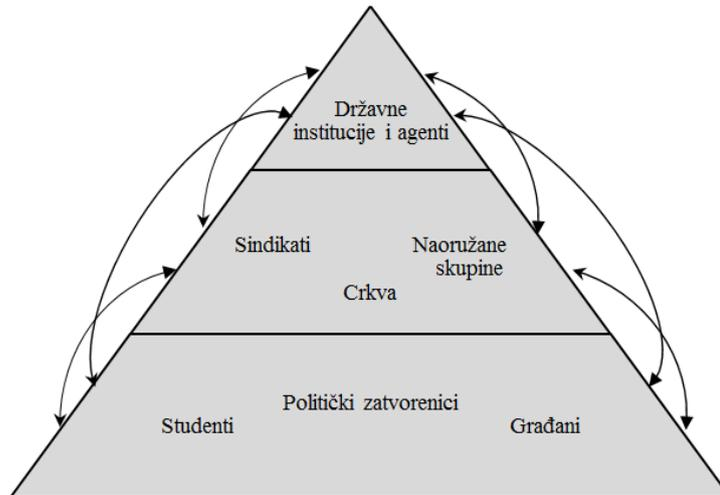 Državne
institucije i agenti
Sindikati
Naoružane
skupine
Crkva
Politički zatvorenici
Studenti
Građani